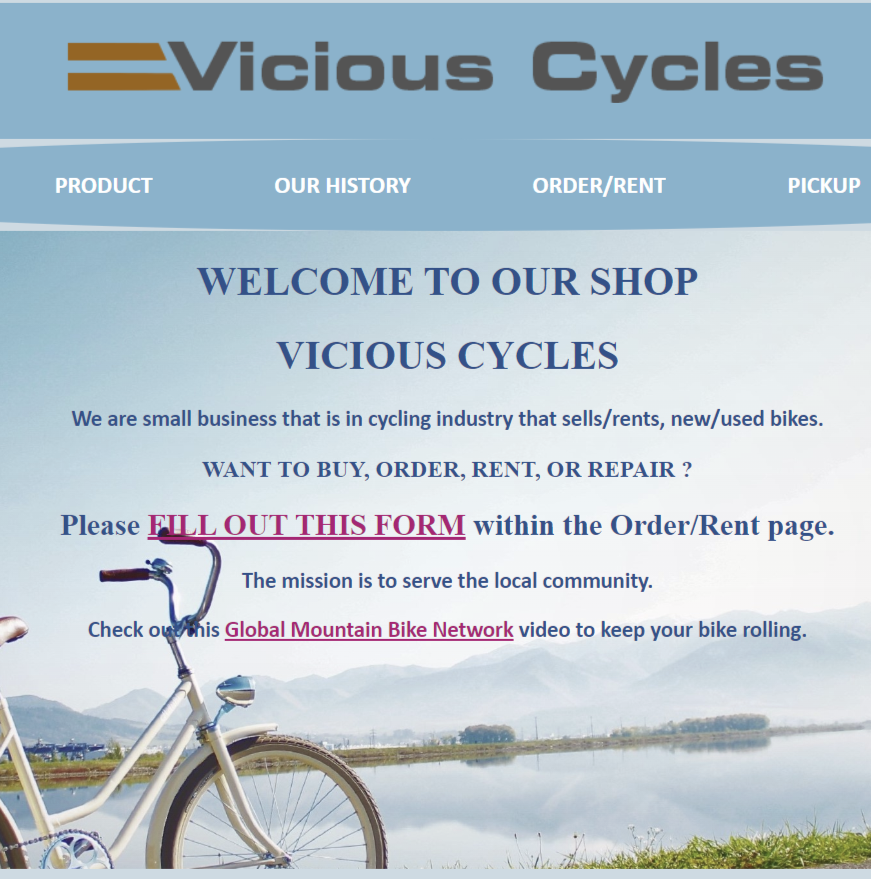 Vicious Cycles
PRODUCT OUR HISTORY ORDER/RENT PICKUP
WELCOME TO OUR SHOP
VICIOUS CYCLES
We are small business that is in cycling industry that sells/rents, new/used bikes.
WANT TO BUY, ORDER, RENT, OR REPAIR ?
Please FILL OUT THIS FORM within the Order/Rent page.
The mission is to serve the local community.
Check out this Global Mountain Bike Network video to keep your bike rolling.